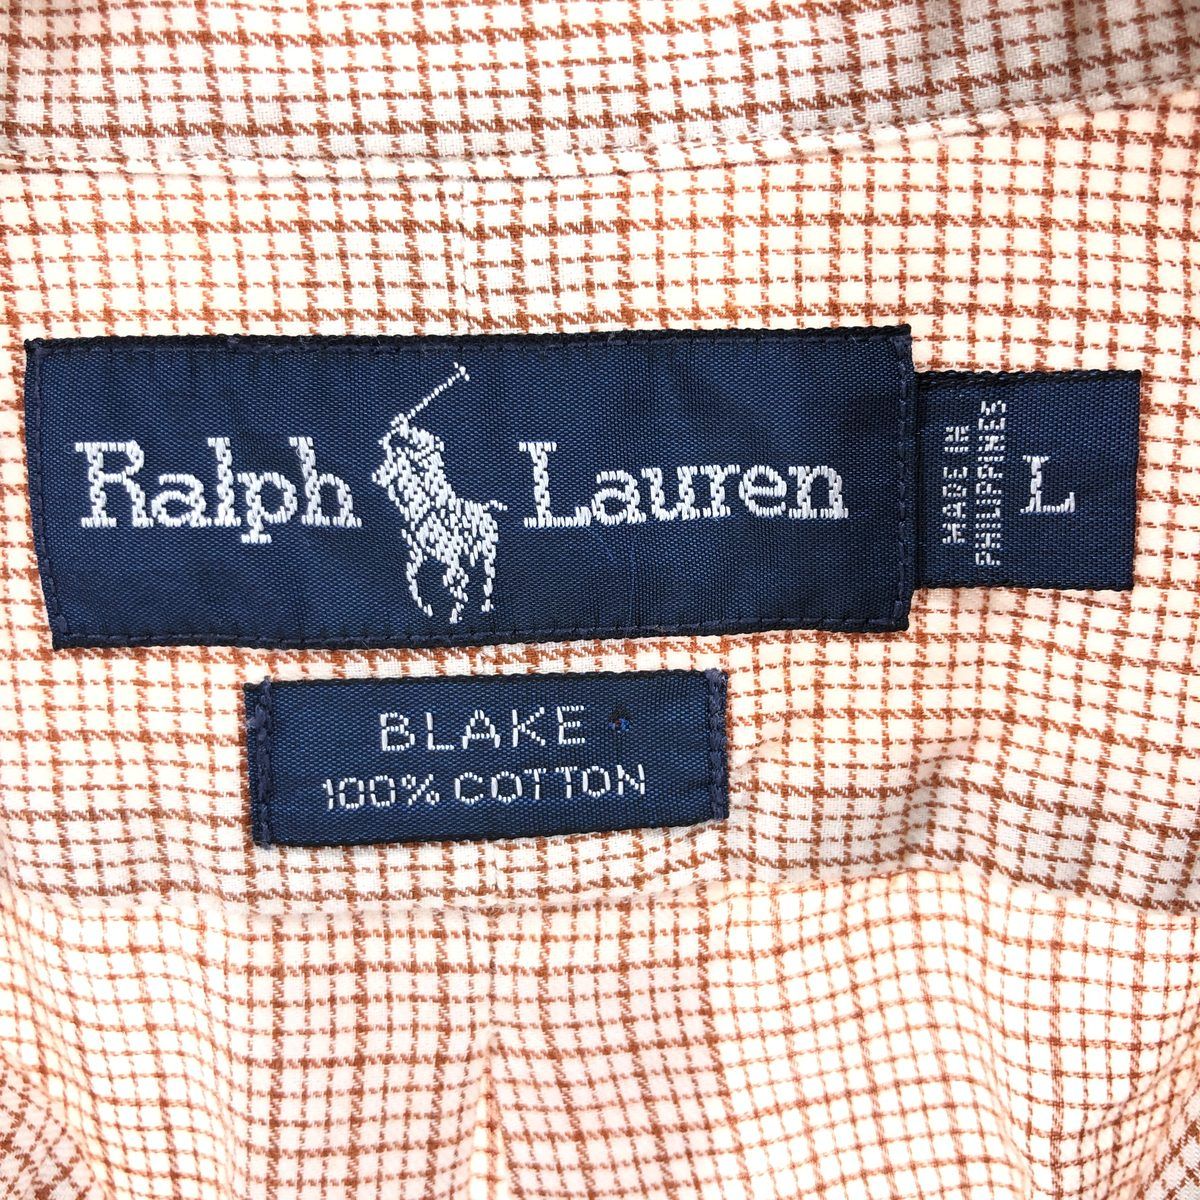 Ralph Lauren
MADE IN
PHILIPPINES
L
BLAKE
100% COTTON